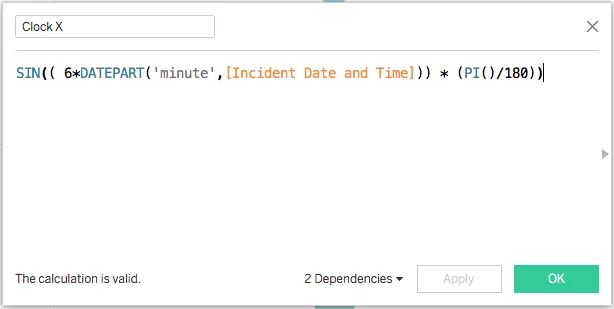 Clock X
SIN(( 6*DATEPART('minute',[Incident Date and Time])) * (PI()/180))
The calculation is valid.
2 Dependencies
Apply
OK